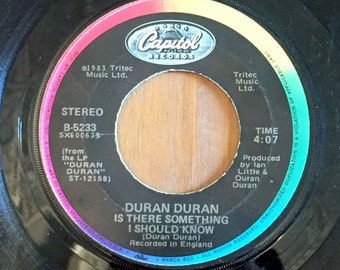 Capitol
RECORDS
℗1983 Tritec
Music Ltd.
Tritec
Music Ltd.
STEREO
B-5233
SX600639
(from
the LP
"DURAN
DURAN"
ST-12158)
TIME
4:07
Produced
by Ian
Little &
Duran
Duran
DURAN DURAN
IS THERE SOMETHING
I SHOULD KNOW
(Duran Duran)
Recorded in England